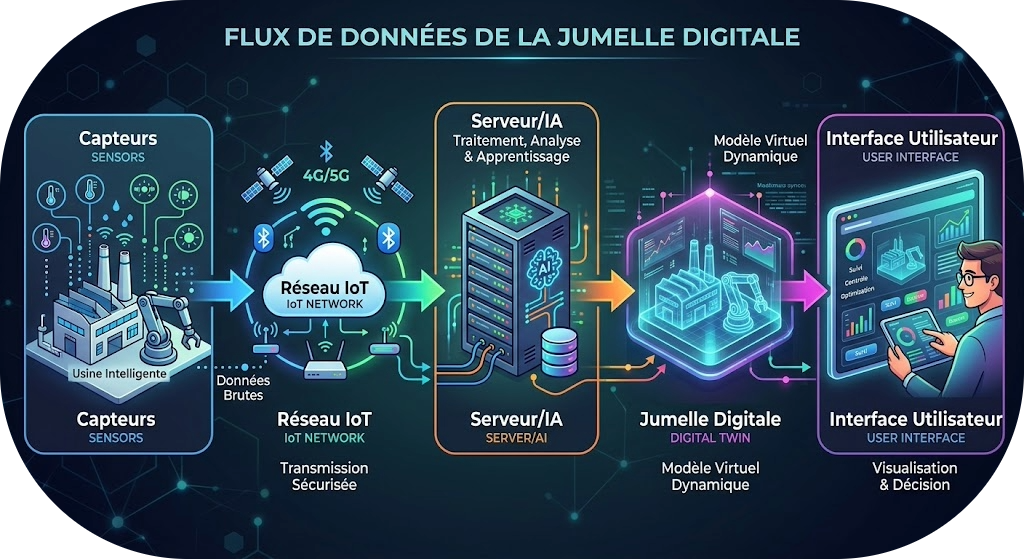 FLUX DE DONNÉES DE LA JUMELLE DIGITALE
Capteurs
SENSORS
Usine Intelligente
Capteurs
SENSORS
Données
Brutes
4G/5G
Réseau IoT
IoT NETWORK
Réseau IoT
IoT NETWORK
Transmission
Sécurisée
Serveur/IA
Traitement, Analyse
& Apprentissage
AI
Serveur/IA
SERVER/AI
Modèle Virtuel
Dynamique
Jumelle Digitale
DIGITAL TWIN
Modèle Virtuel
Dynamique
Interface Utilisateur
USER INTERFACE
Suivi
Contrôle
Optimisation
Interface Utilisateur
USER INTERFACE
Visualisation
& Décision